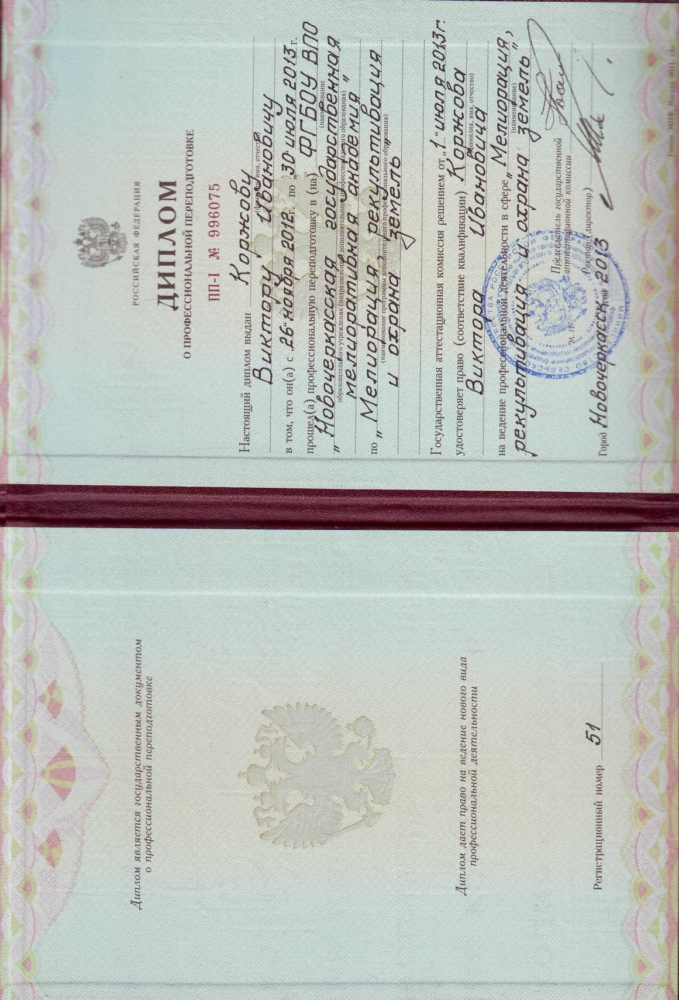 Диплом является государственным документом
о профессиональной переподготовке
Диплом дает право на ведение нового вида
профессиональной деятельности
Регистрационный номер 51
РОССИЙСКАЯ ФЕДЕРАЦИЯ
ДИПЛОМ
О ПРОФЕССИОНАЛЬНОЙ ПЕРЕПОДГОТОВКЕ
ПП-I № 996075
Настоящий диплом выдан Коржову
(фамилия, имя, отчество)
Виктору Ивановичу
в том, что он(а) с „26“ ноября 2012 г. по „30“ июля 2013 г.
прошел(а) профессиональную переподготовку в (на) ФГБОУ ВПО
(наименование
„Новочеркасская государственная
образовательного учреждения (подразделения) дополнительного профессионального образования)
мелиоративная академия“
по „Мелиорация, рекультивация
(наименование программы дополнительного профессионального образования)
и охрана земель“
Государственная аттестационная комиссия решением от „1“ июля 2013 г.
удостоверяет право (соответствие квалификации) Коржова
(фамилия, имя, отчество)
Виктора Ивановича
на ведение профессиональной деятельности в сфере „Мелиорация,
(наименование)
рекультивация и охрана земель“
Председатель государственной
аттестационной комиссии
М. П.
Ректор (директор)
Город Новочеркасск год 2013